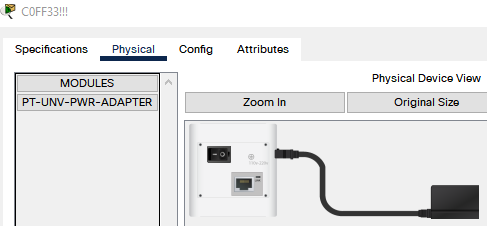 C0FF33!!!
Specifications Physical Config Attributes
MODULES
PT-UNV-PWR-ADAPTER
Physical Device View
Zoom In Original Size